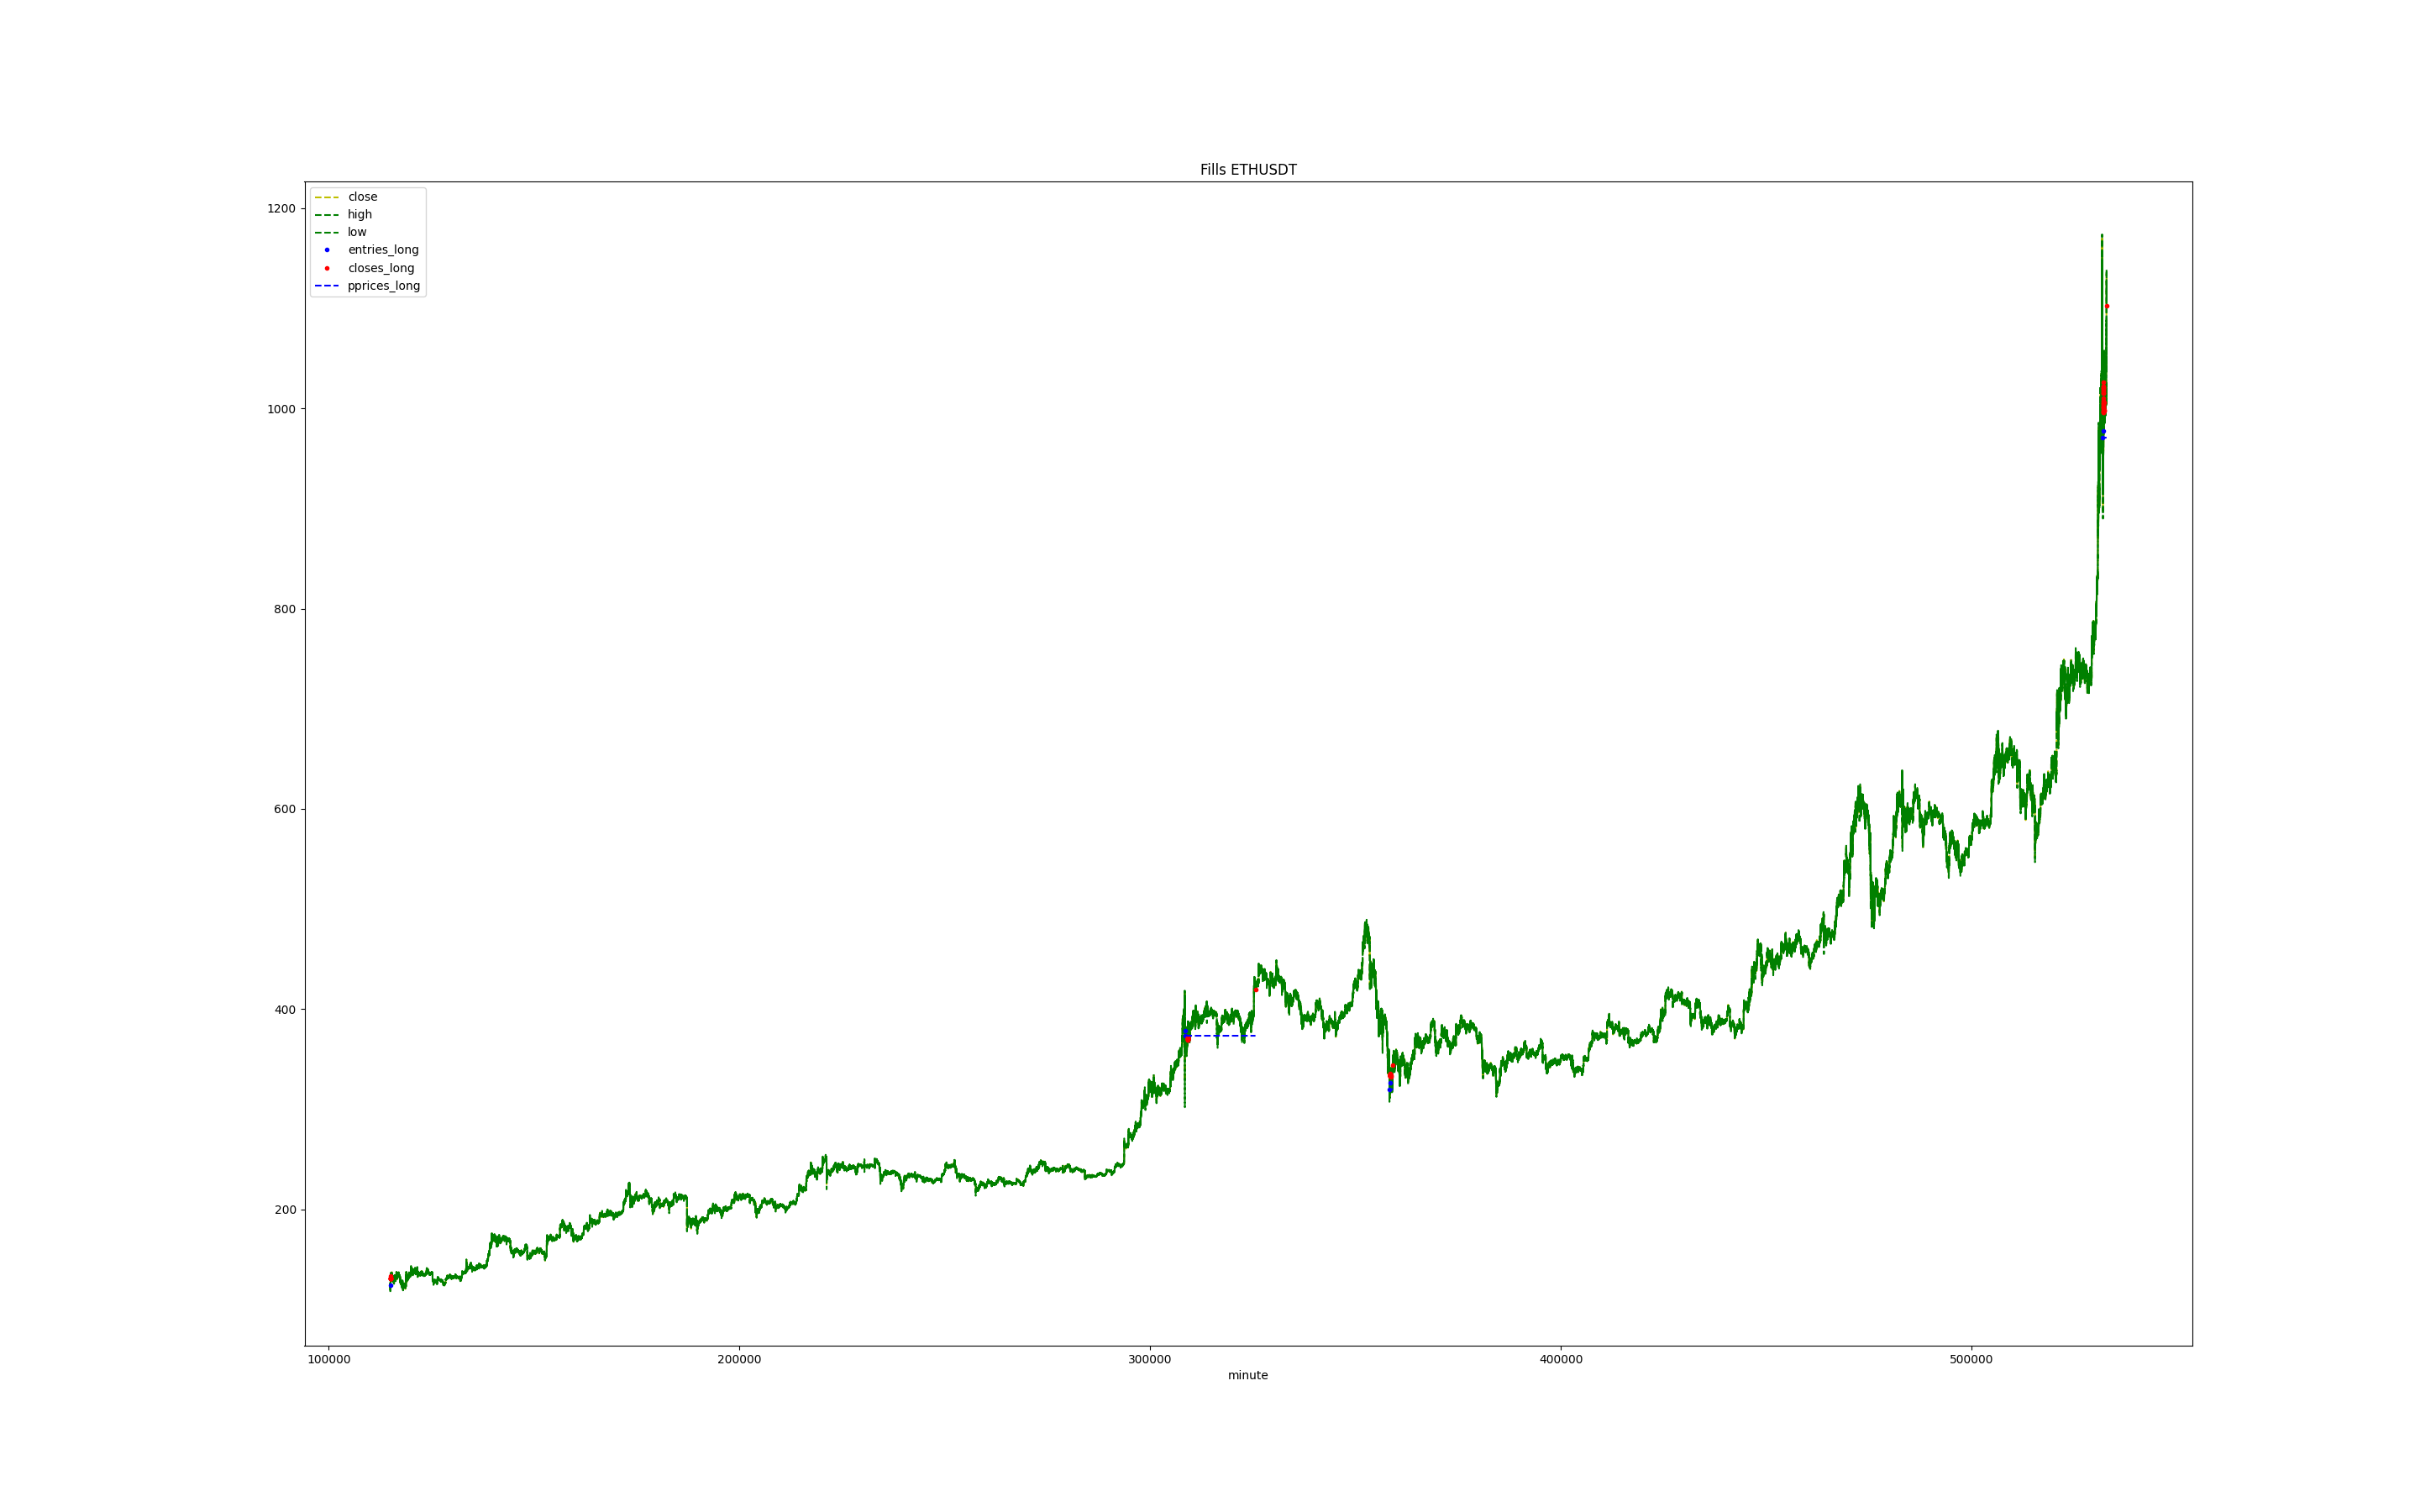 Fills ETHUSDT
close
high
low
entries_long
closes_long
pprices_long
1200
1000
800
600
400
200
100000
200000
300000
400000
500000
minute